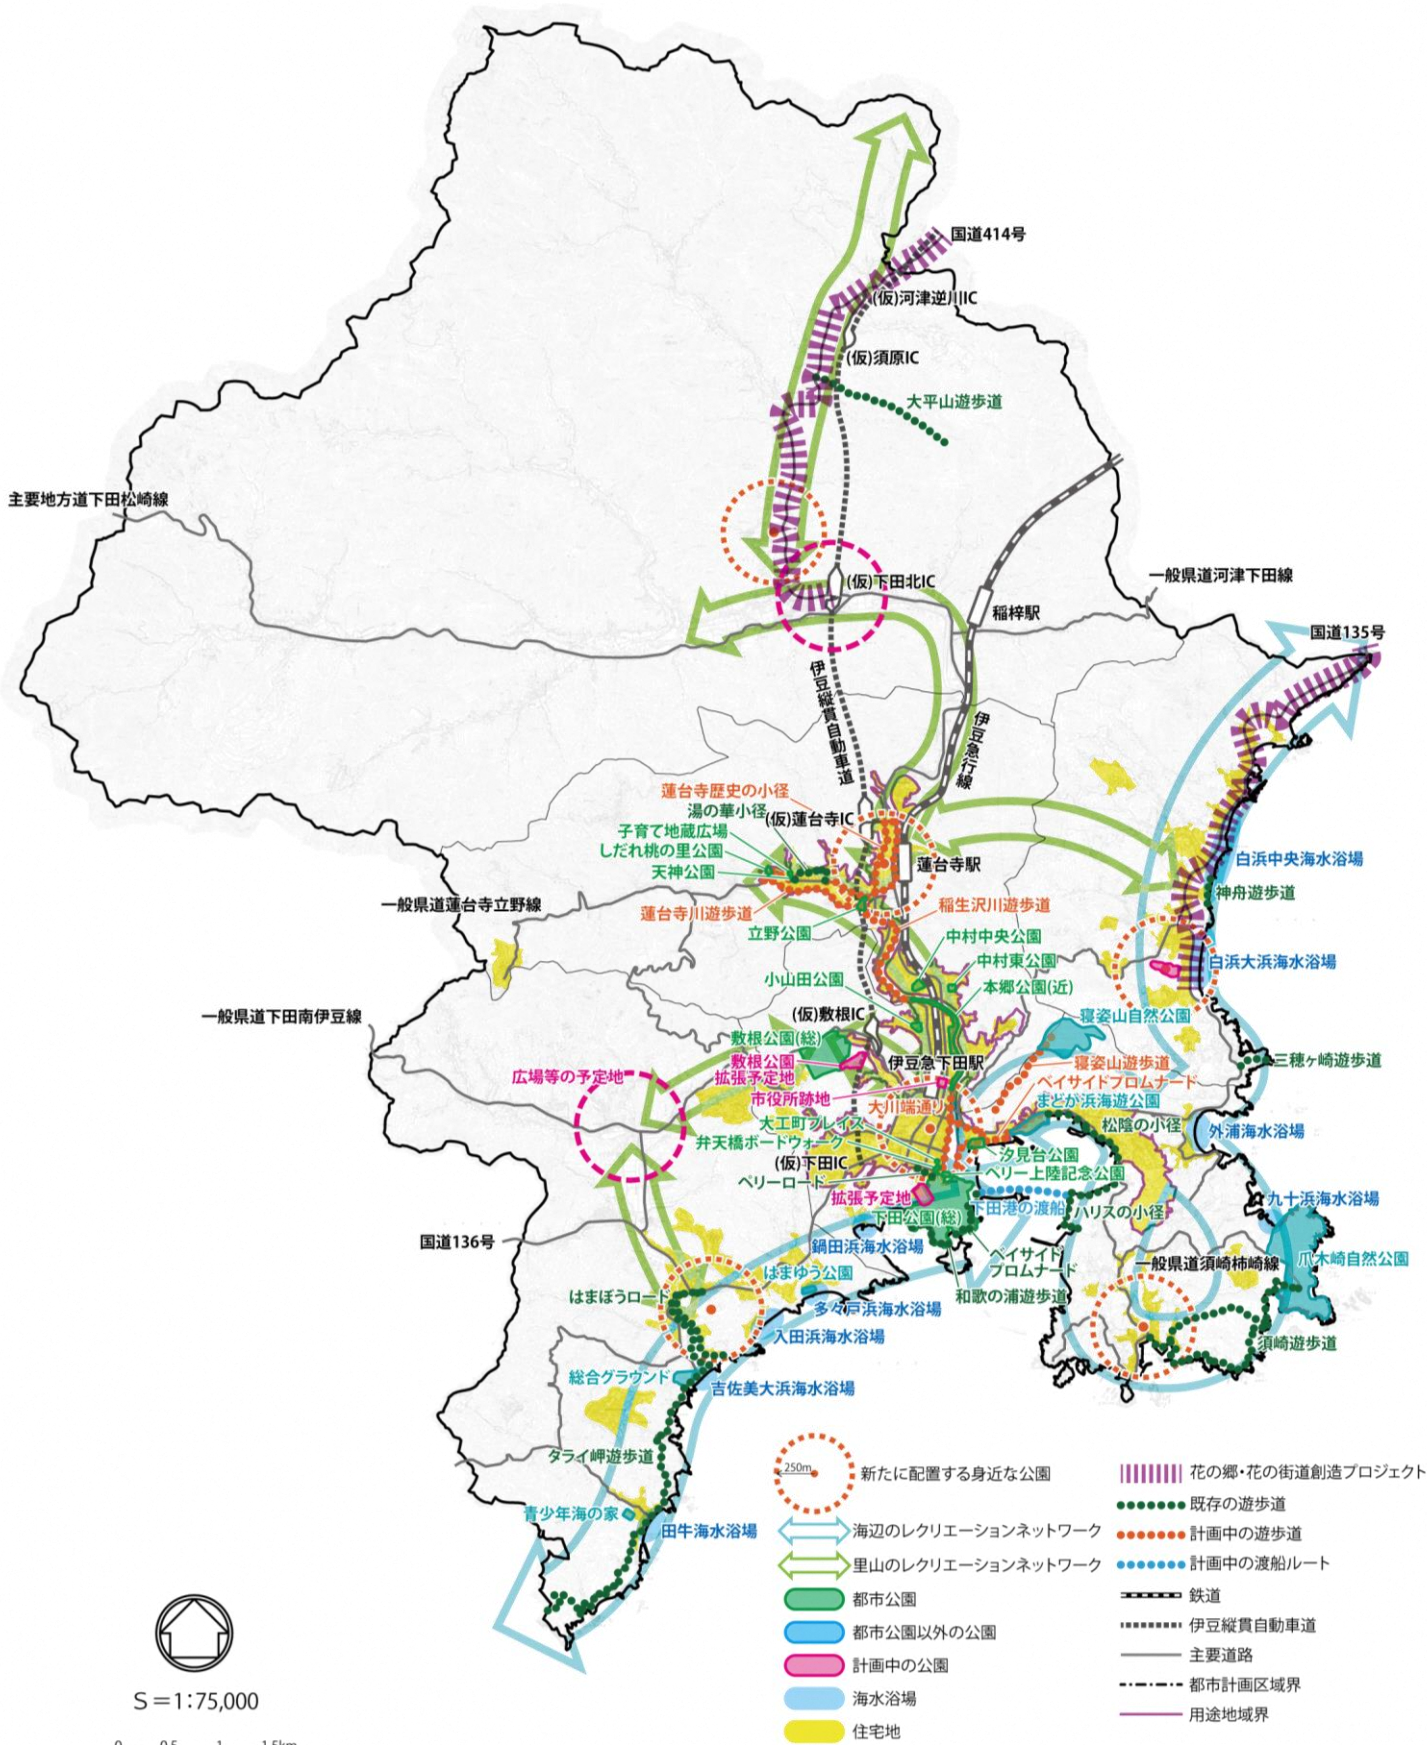 国道414号
(仮)河津逆川IC
(仮)須原IC
大平山遊歩道
主要地方道下田松崎線
(仮)下田北IC
一般県道河津下田線
稲梓駅
国道135号
伊豆縦貫自動車道
伊豆急行線
蓮台寺歴史の小径
湯の華小径
(仮)蓮台寺IC
子育て地蔵広場
しだれ桃の里公園
天神公園
蓮台寺駅
白浜中央海水浴場
神舟遊歩道
一般県道蓮台寺立野線
蓮台寺川遊歩道
稲生沢川遊歩道
立野公園
中村中央公園
中村東公園
白浜大浜海水浴場
小山田公園
本郷公園(近)
一般県道下田南伊豆線
(仮)敷根IC
寝姿山自然公園
敷根公園(総)
敷根公園
拡張予定地
伊豆急下田駅
寝姿山遊歩道
三穂ヶ崎遊歩道
広場等の予定地
市役所跡地
ベイサイドプロムナード
大川端通り
まどが浜海遊公園
大工町プレイス
松陰の小径
弁天橋ボードウォーク
外浦海水浴場
(仮)下田IC
汐見台公園
ペリーロード
ペリー上陸記念公園
拡張予定地
下田港の渡船
ハリスの小径
九十浜海水浴場
下田公園(総)
国道136号
鍋田浜海水浴場
ベイサイド
プロムナード
一般県道須崎柿崎線
爪木崎自然公園
はまゆう公園
はまぼうロード
和歌の浦遊歩道
多々戸浜海水浴場
入田浜海水浴場
須崎遊歩道
総合グラウンド
吉佐美大浜海水浴場
タライ岬遊歩道
青少年海の家
田牛海水浴場
250m
新たに配置する身近な公園
海辺のレクリエーションネットワーク
里山のレクリエーションネットワーク
都市公園
都市公園以外の公園
計画中の公園
海水浴場
住宅地
花の郷・花の街道創造プロジェクト
既存の遊歩道
計画中の遊歩道
計画中の渡船ルート
鉄道
伊豆縦貫自動車道
主要道路
都市計画区域界
用途地域界
S=1:75,000
0 0.5 1 1.5km